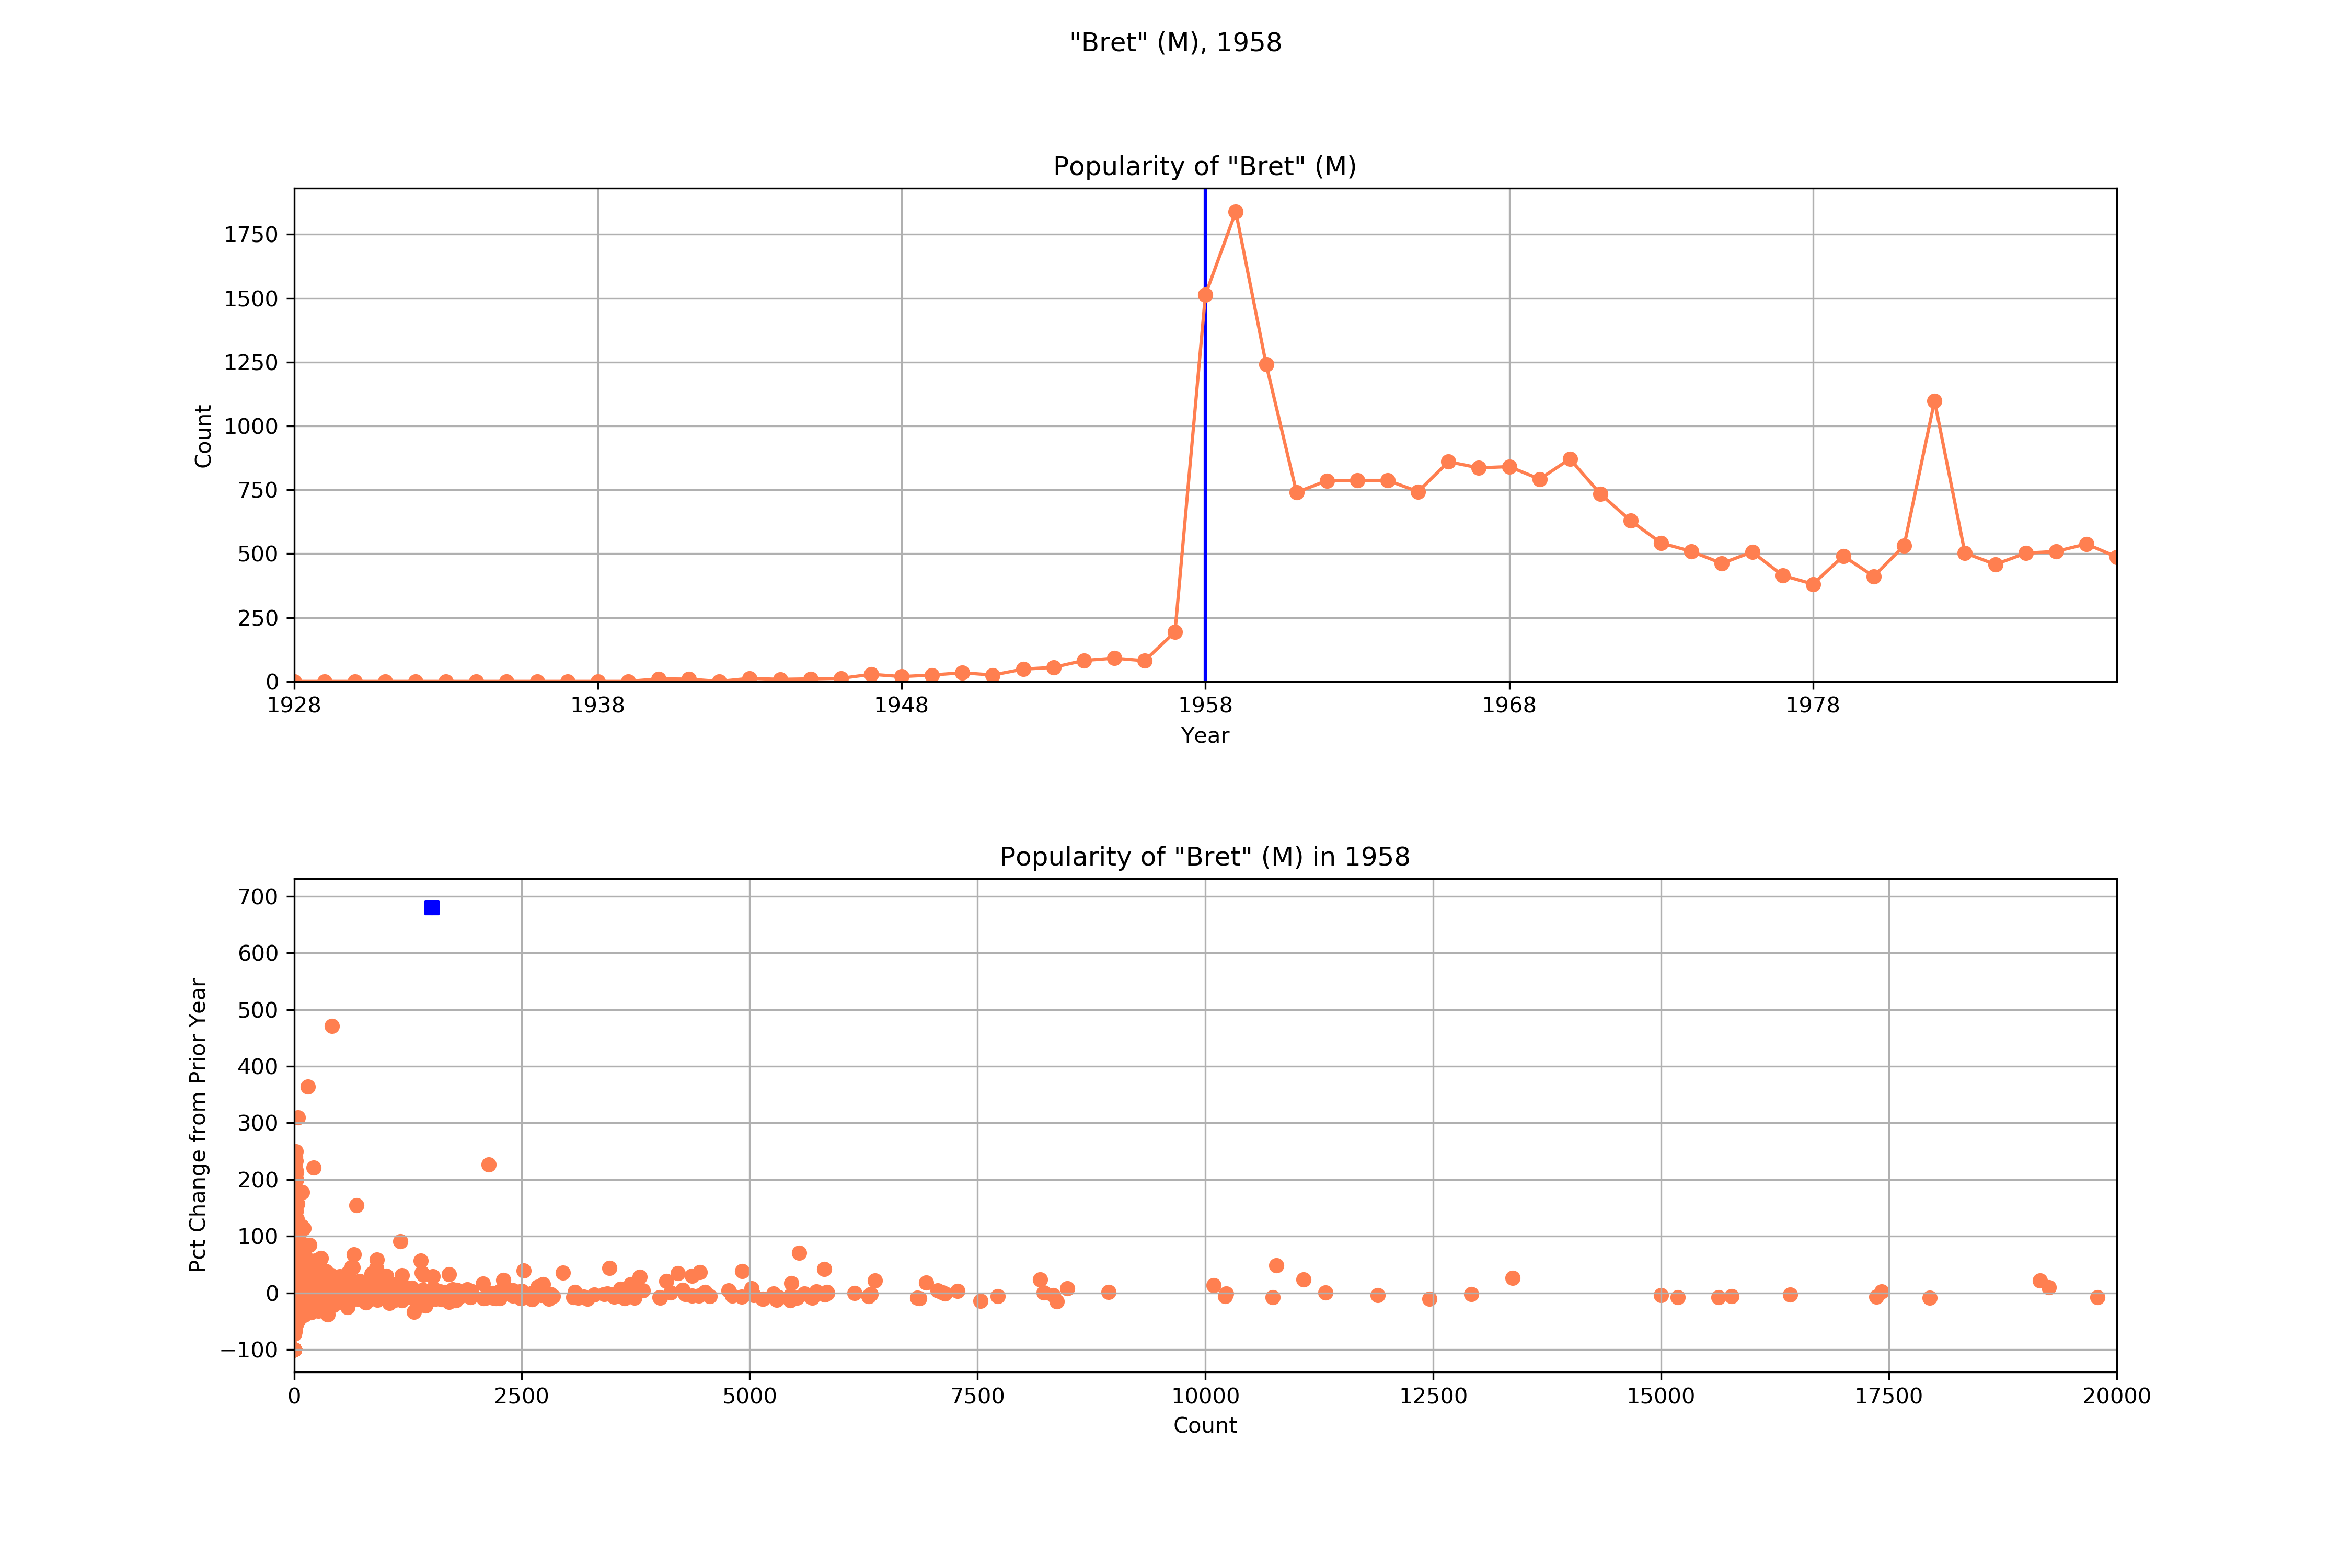 "Bret" (M), 1958
Popularity of "Bret" (M)
1750
1500
1250
1000
750
500
250
0
Count
1928 1938 1948 1958 1968 1978
Year
Popularity of "Bret" (M) in 1958
700
600
500
400
300
200
100
0
−100
Pct Change from Prior Year
0 2500 5000 7500 10000 12500 15000 17500 20000
Count